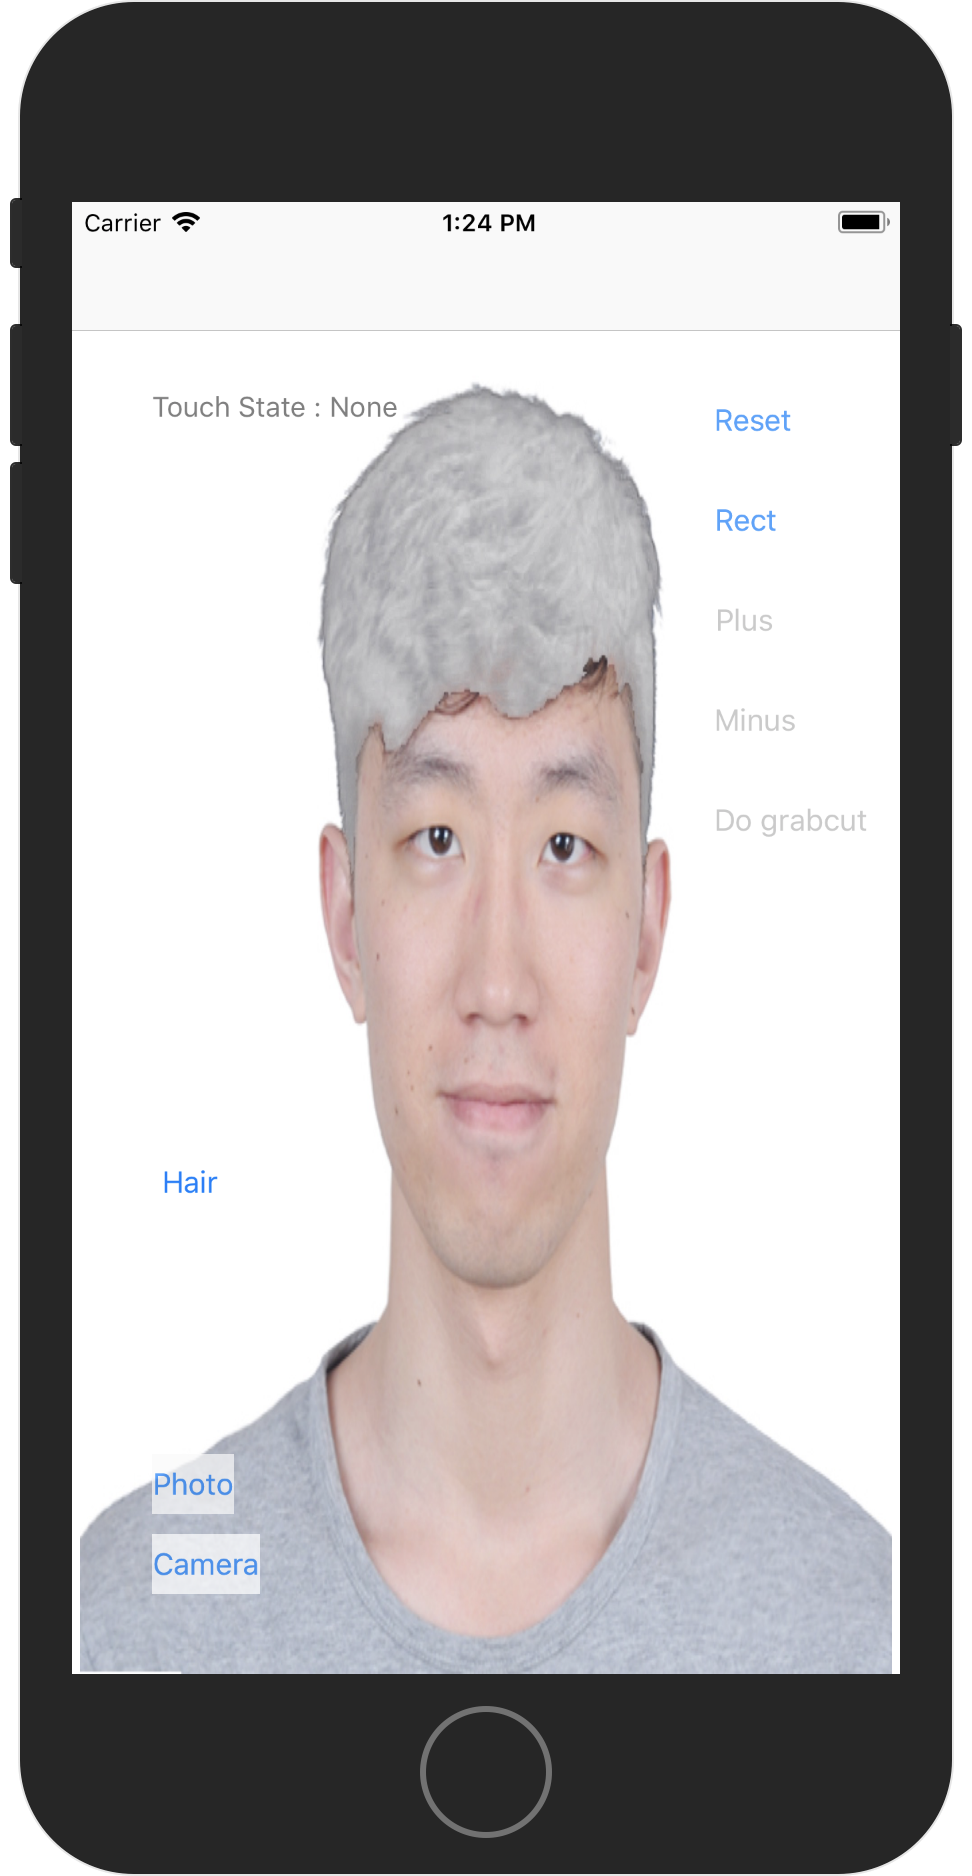 Carrier
1:24 PM
Touch State : None
Reset
Rect
Plus
Minus
Do grabcut
Hair
Photo
Camera